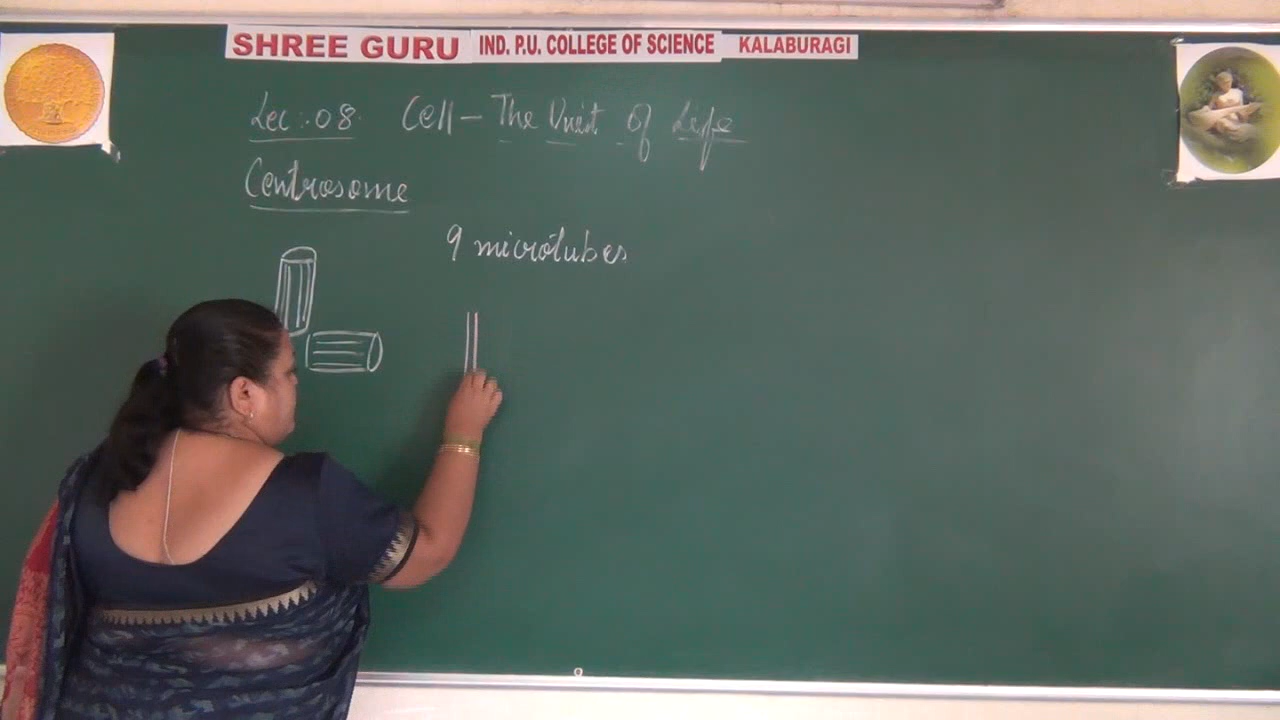 SHREE GURU IND. P.U. COLLEGE OF SCIENCE KALABURAGI
Lec:- 08 Cell – The Unit of Life
Centrosome
9 microtubes